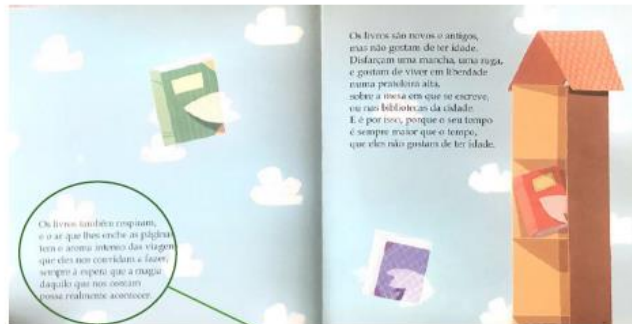 Os livros também respiram,
e o ar que lhes enche as páginas
tem o aroma intenso das viagens
que eles nos convidam a fazer,
sempre à espera que a magia
daquilo que nos contam
possa realmente acontecer.
Os livros são novos e antigos,
mas não gostam de ter idade.
Disfarçam uma mancha, uma ruga,
e gostam de viver em liberdade
numa prateleira alta,
sobre a mesa em que se escreve,
ou nas bibliotecas da cidade.
E é por isso, porque o seu tempo
é sempre maior que o tempo,
que eles não gostam de ter idade.